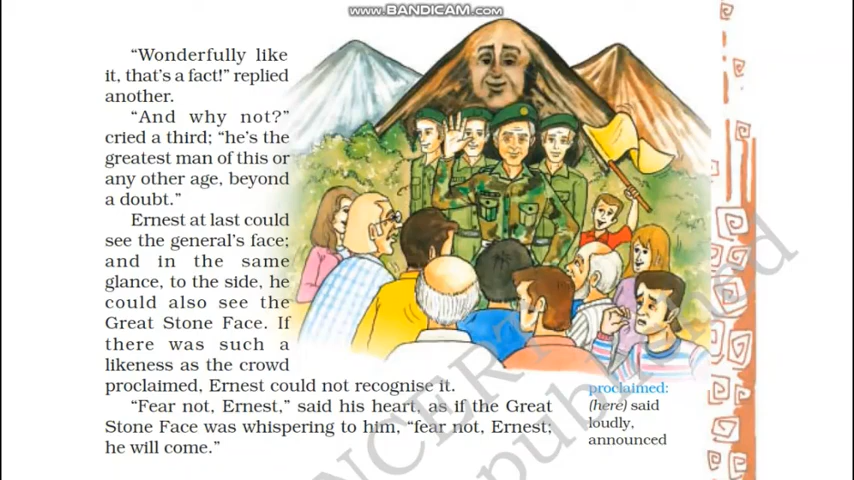 www.BANDICAM.com
“Wonderfully like
it, that's a fact!” replied
another.
“And why not?”
cried a third; “he's the
greatest man of this or
any other age, beyond
a doubt.”
Ernest at last could
see the general's face;
and in the same
glance, to the side, he
could also see the
Great Stone Face. If
there was such a
likeness as the crowd
proclaimed, Ernest could not recognise it.
“Fear not, Ernest,” said his heart, as if the Great
Stone Face was whispering to him, “fear not, Ernest;
he will come.”
proclaimed:
(here) said
loudly,
announced
NCERT
republished